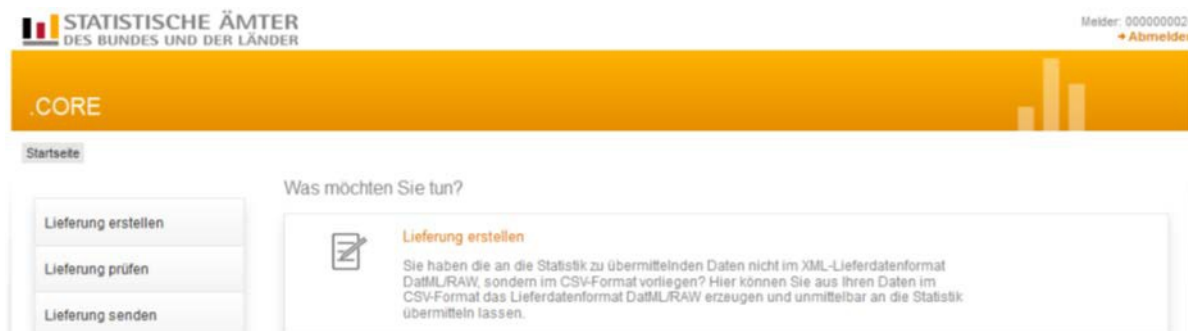 STATISTISCHE ÄMTER
DES BUNDES UND DER LÄNDER
Melder: 000000002
Abmelden
.CORE
Startseite
Was möchten Sie tun?
Lieferung erstellen
Lieferung prüfen
Lieferung senden
Lieferung erstellen
Sie haben die an die Statistik zu übermittelnden Daten nicht im XML-Lieferdatenformat
DatML/RAW, sondern im CSV-Format vorliegen? Hier können Sie aus Ihren Daten im
CSV-Format das Lieferdatenformat DatML/RAW erzeugen und unmittelbar an die Statistik
übermitteln lassen.